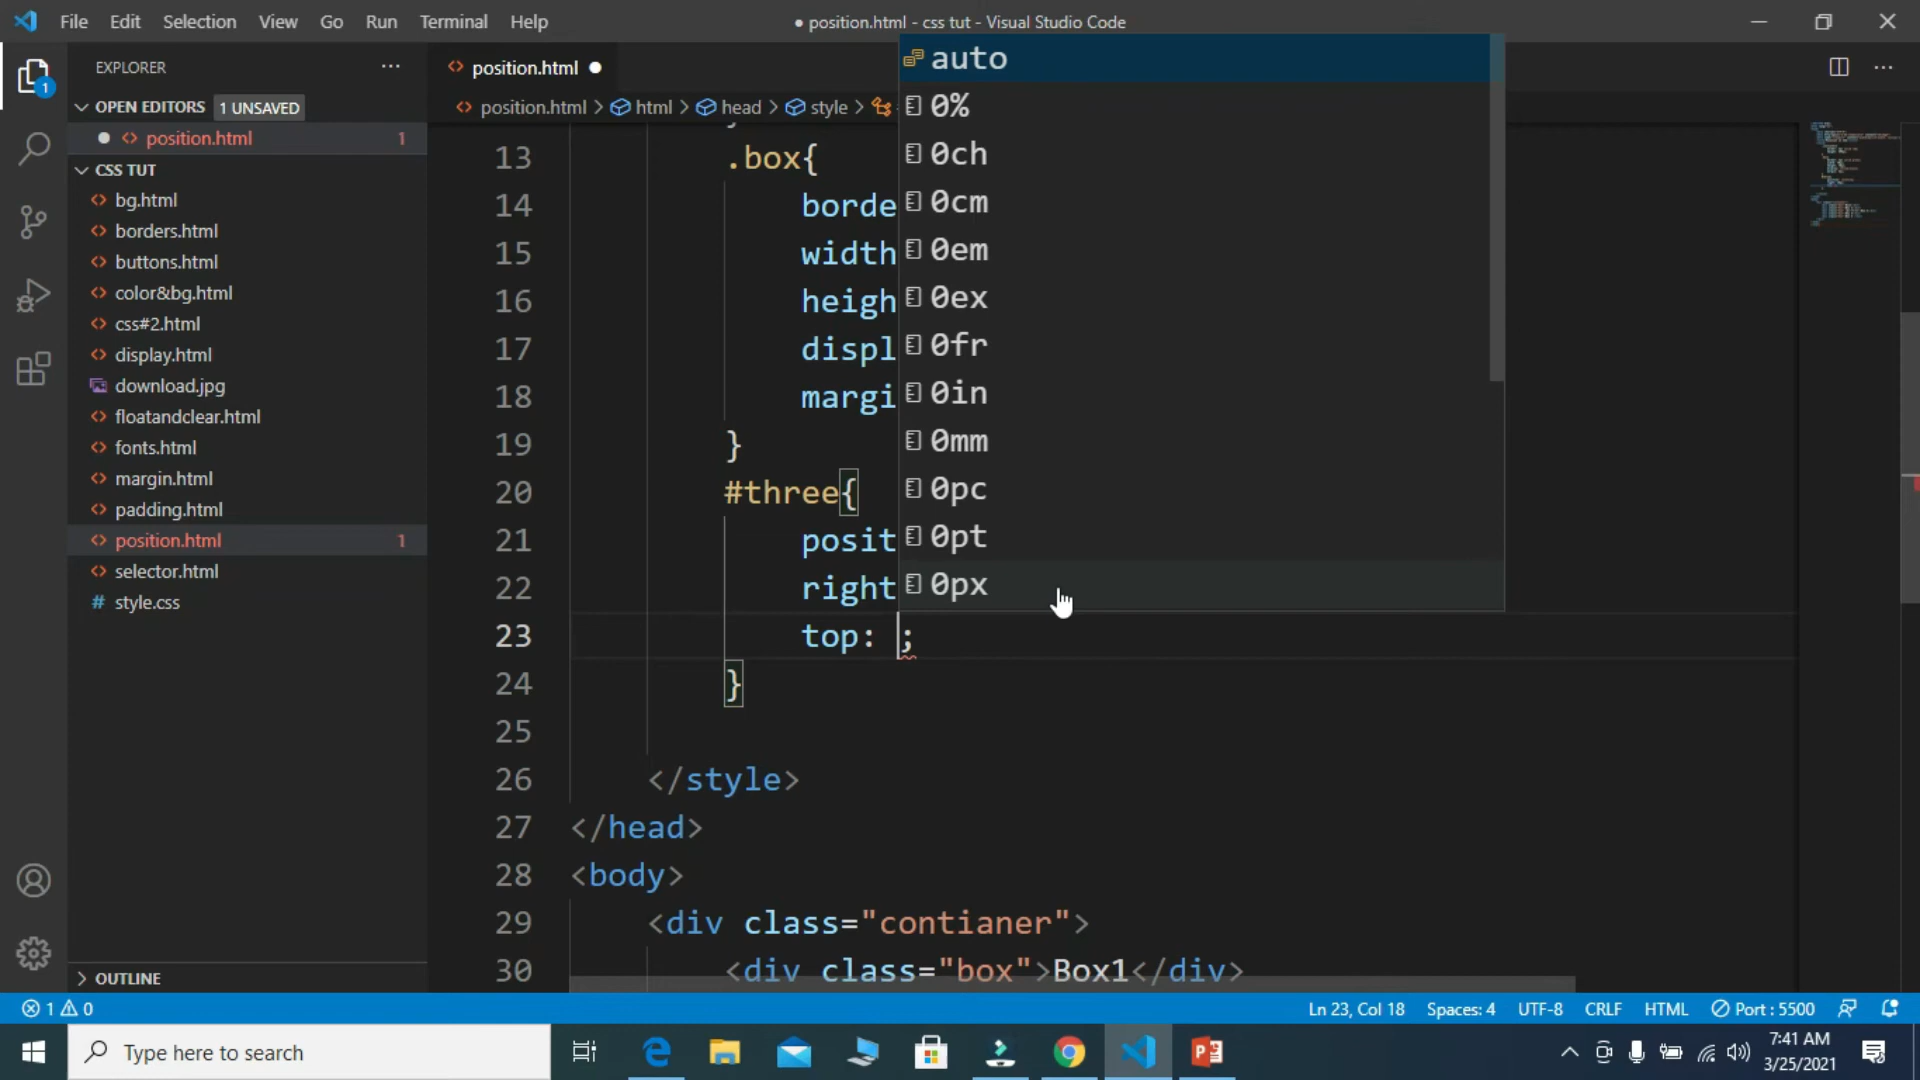 File Edit Selection View Go Run Terminal Help
● position.html - css tut - Visual Studio Code
EXPLORER
OPEN EDITORS 1 UNSAVED
position.html 1
CSS TUT
bg.html
borders.html
buttons.html
color&bg.html
css#2.html
display.html
download.jpg
floatandclear.html
fonts.html
margin.html
padding.html
position.html 1
selector.html
style.css
OUTLINE
1
position.html ●
position.html > html > head > style >
13 .box{
14 borde
15 width
16 heigh
17 displ
18 margi
19 }
20 #three{
21 posit
22 right
23 top: ;
24 }
25
26 </style>
27 </head>
28 <body>
29 <div class="contianer">
30 <div class="box">Box1</div>
auto
0%
0ch
0cm
0em
0ex
0fr
0in
0mm
0pc
0pt
0px
1 0
Ln 23, Col 18 Spaces: 4 UTF-8 CRLF HTML Port : 5500
Type here to search
7:41 AM
3/25/2021